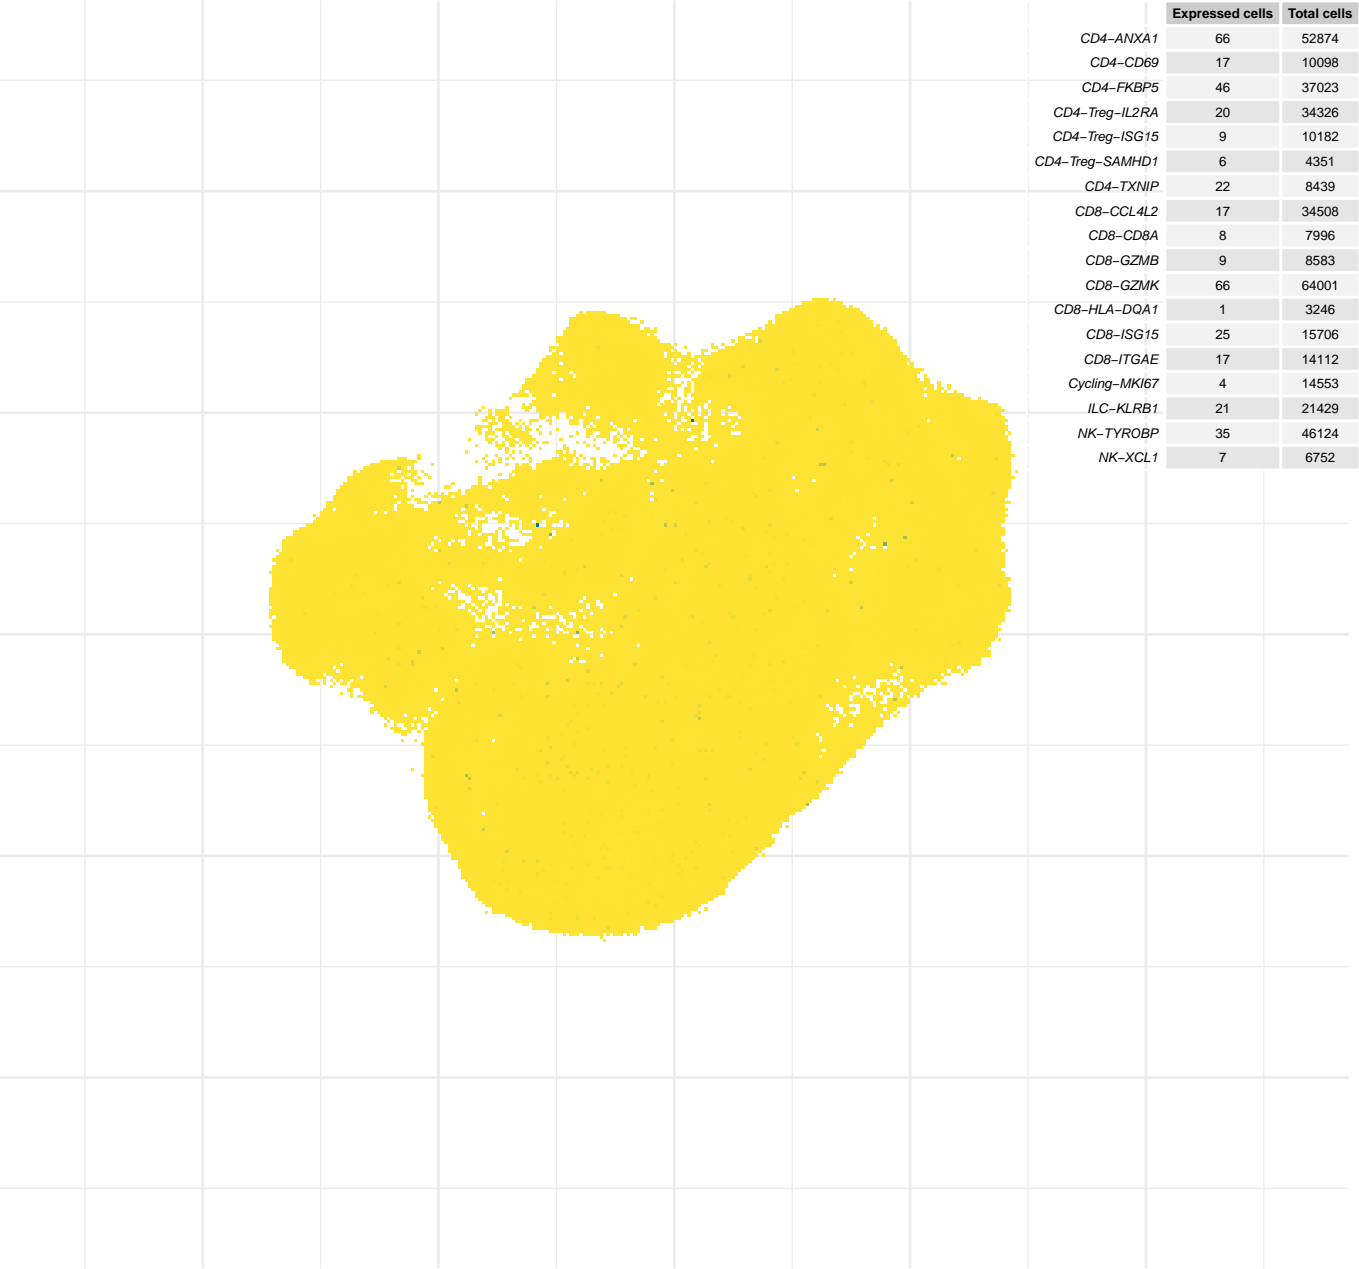 Expressed cells Total cells
CD4−ANXA1 66 52874
CD4−CD69 17 10098
CD4−FKBP5 46 37023
CD4−Treg−IL2RA 20 34326
CD4−Treg−ISG15 9 10182
CD4−Treg−SAMHD1 6 4351
CD4−TXNIP 22 8439
CD8−CCL4L2 17 34508
CD8−CD8A 8 7996
CD8−GZMB 9 8583
CD8−GZMK 66 64001
CD8−HLA−DQA1 1 3246
CD8−ISG15 25 15706
CD8−ITGAE 17 14112
Cycling−MKI67 4 14553
ILC−KLRB1 21 21429
NK−TYROBP 35 46124
NK−XCL1 7 6752